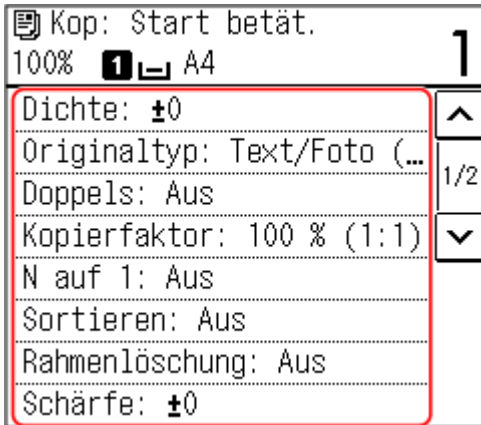 Kop: Start betät.
100% 1 A4
1
Dichte: ±0
Originaltyp: Text/Foto (…
1/2
Doppels: Aus
Kopierfaktor: 100 % (1:1)
N auf 1: Aus
Sortieren: Aus
Rahmenlöschung: Aus
Schärfe: ±0